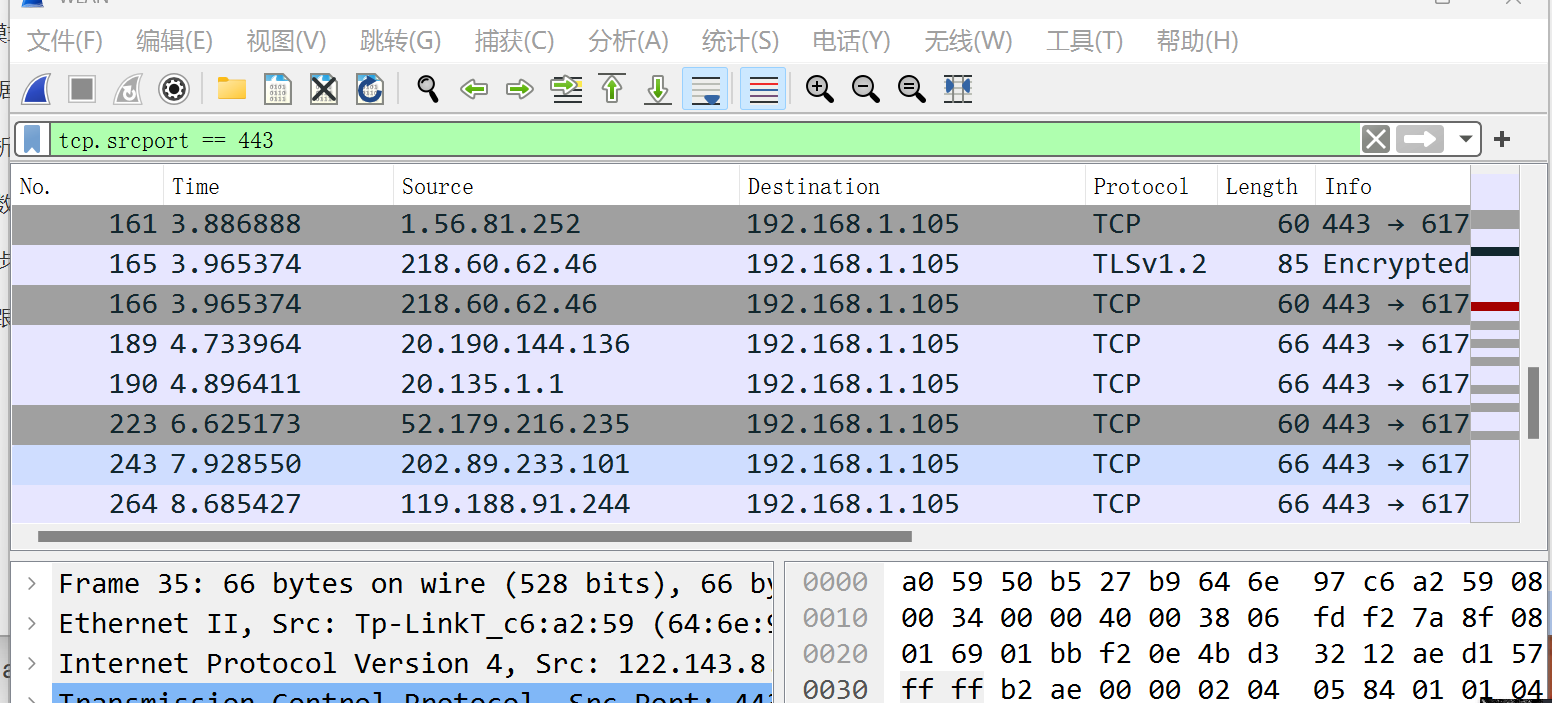 文件(F) 编辑(E) 视图(V) 跳转(G) 捕获(C) 分析(A) 统计(S) 电话(Y) 无线(W) 工具(T) 帮助(H)
tcp.srcport == 443
No. Time Source Destination Protocol Length Info
161 3.886888 1.56.81.252 192.168.1.105 TCP 60 443 → 617
165 3.965374 218.60.62.46 192.168.1.105 TLSv1.2 85 Encrypted
166 3.965374 218.60.62.46 192.168.1.105 TCP 60 443 → 617
189 4.733964 20.190.144.136 192.168.1.105 TCP 66 443 → 617
190 4.896411 20.135.1.1 192.168.1.105 TCP 66 443 → 617
223 6.625173 52.179.216.235 192.168.1.105 TCP 60 443 → 617
243 7.928550 202.89.233.101 192.168.1.105 TCP 66 443 → 617
264 8.685427 119.188.91.244 192.168.1.105 TCP 66 443 → 617
Frame 35: 66 bytes on wire (528 bits), 66 by
Ethernet II, Src: Tp-LinkT_c6:a2:59 (64:6e:9
Internet Protocol Version 4, Src: 122.143.8
Transmission Control Protocol, Src Port: 443
0000 a0 59 50 b5 27 b9 64 6e 97 c6 a2 59 08
0010 00 34 00 00 40 00 38 06 fd f2 7a 8f 08
0020 01 69 01 bb f2 0e 4b d3 32 12 ae d1 57
0030 ff ff b2 ae 00 00 02 04 05 84 01 01 04